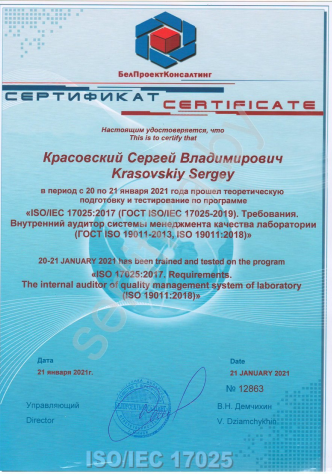 БелПроектКонсалтинг
СЕРТИФИКАТ
CERTIFICATE
Настоящим удостоверяется, что
This is to certify that
Красовский Сергей Владимирович
Krasovskiy Sergey
в период с 20 по 21 января 2021 года прошел теоретическую
подготовку и тестирование по программе
«ISO/IEC 17025:2017 (ГОСТ ISO/IEC 17025-2019). Требования.
Внутренний аудитор системы менеджмента качества лаборатории
(ГОСТ ISO 19011-2013, ISO 19011:2018)»
20-21 JANUARY 2021 has been trained and tested on the program
«ISO 17025:2017. Requirements.
The internal auditor of quality management system of laboratory
(ISO 19011:2018)»
Дата
Date
21 января 2021г.
21 JANUARY 2021
№ 12863
Управляющий
В.Н. Демчихин
Director
V. Dziamchykhin
ISO/IEC 17025